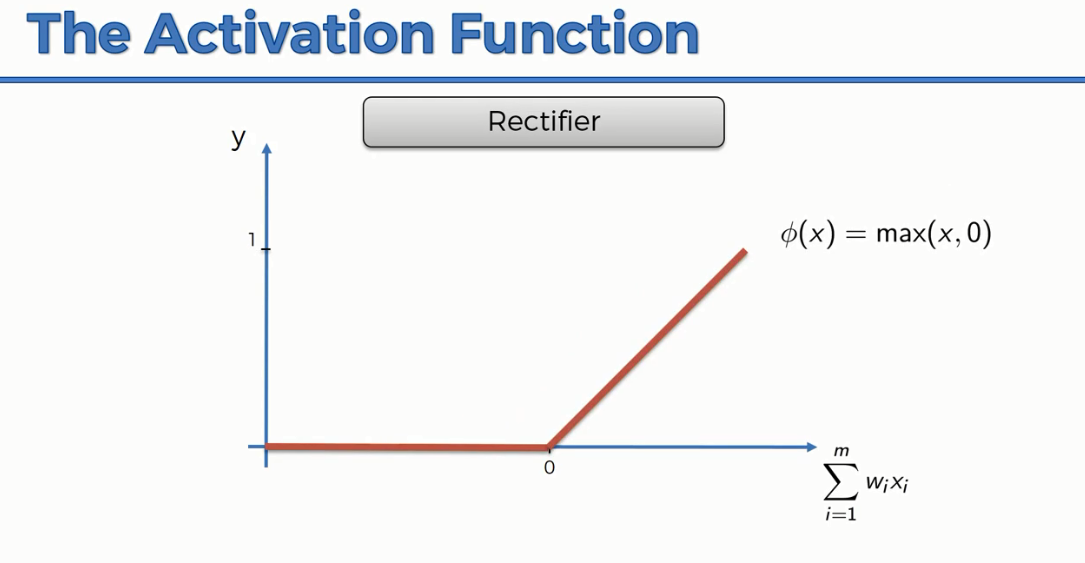 The Activation Function
Rectifier
y
1
ϕ(x) = max(x, 0)
0
m
∑ wᵢxᵢ
i=1